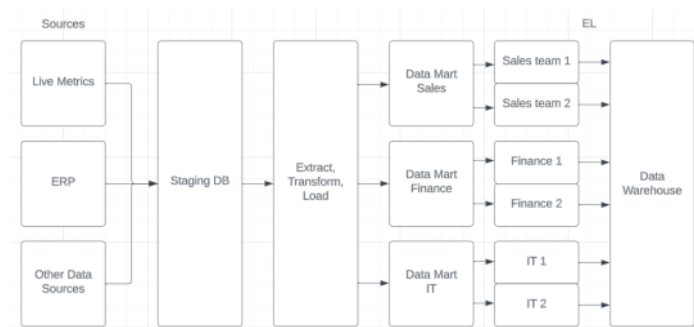 Sources
EL
Live Metrics
ERP
Other Data
Sources
Staging DB
Extract,
Transform,
Load
Data Mart
Sales
Data Mart
Finance
Data Mart
IT
Sales team 1
Sales team 2
Finance 1
Finance 2
IT 1
IT 2
Data
Warehouse